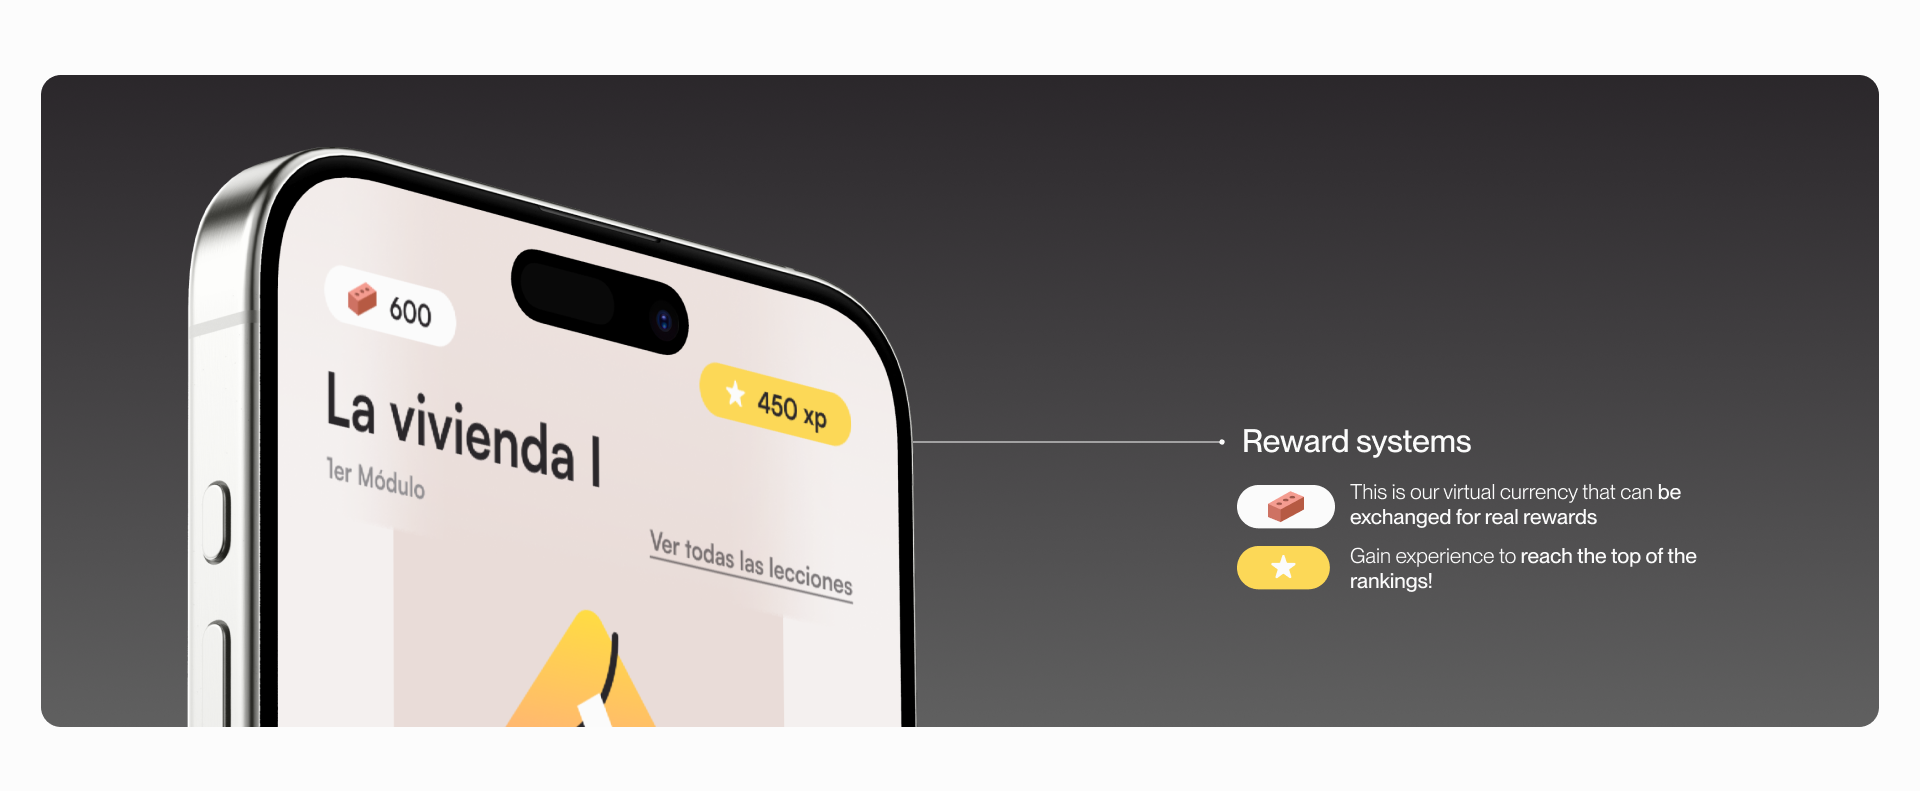 600
450 xp
La vivienda I
1er Módulo
Ver todas las lecciones
Reward systems
This is our virtual currency that can be
exchanged for real rewards
Gain experience to reach the top of the
rankings!